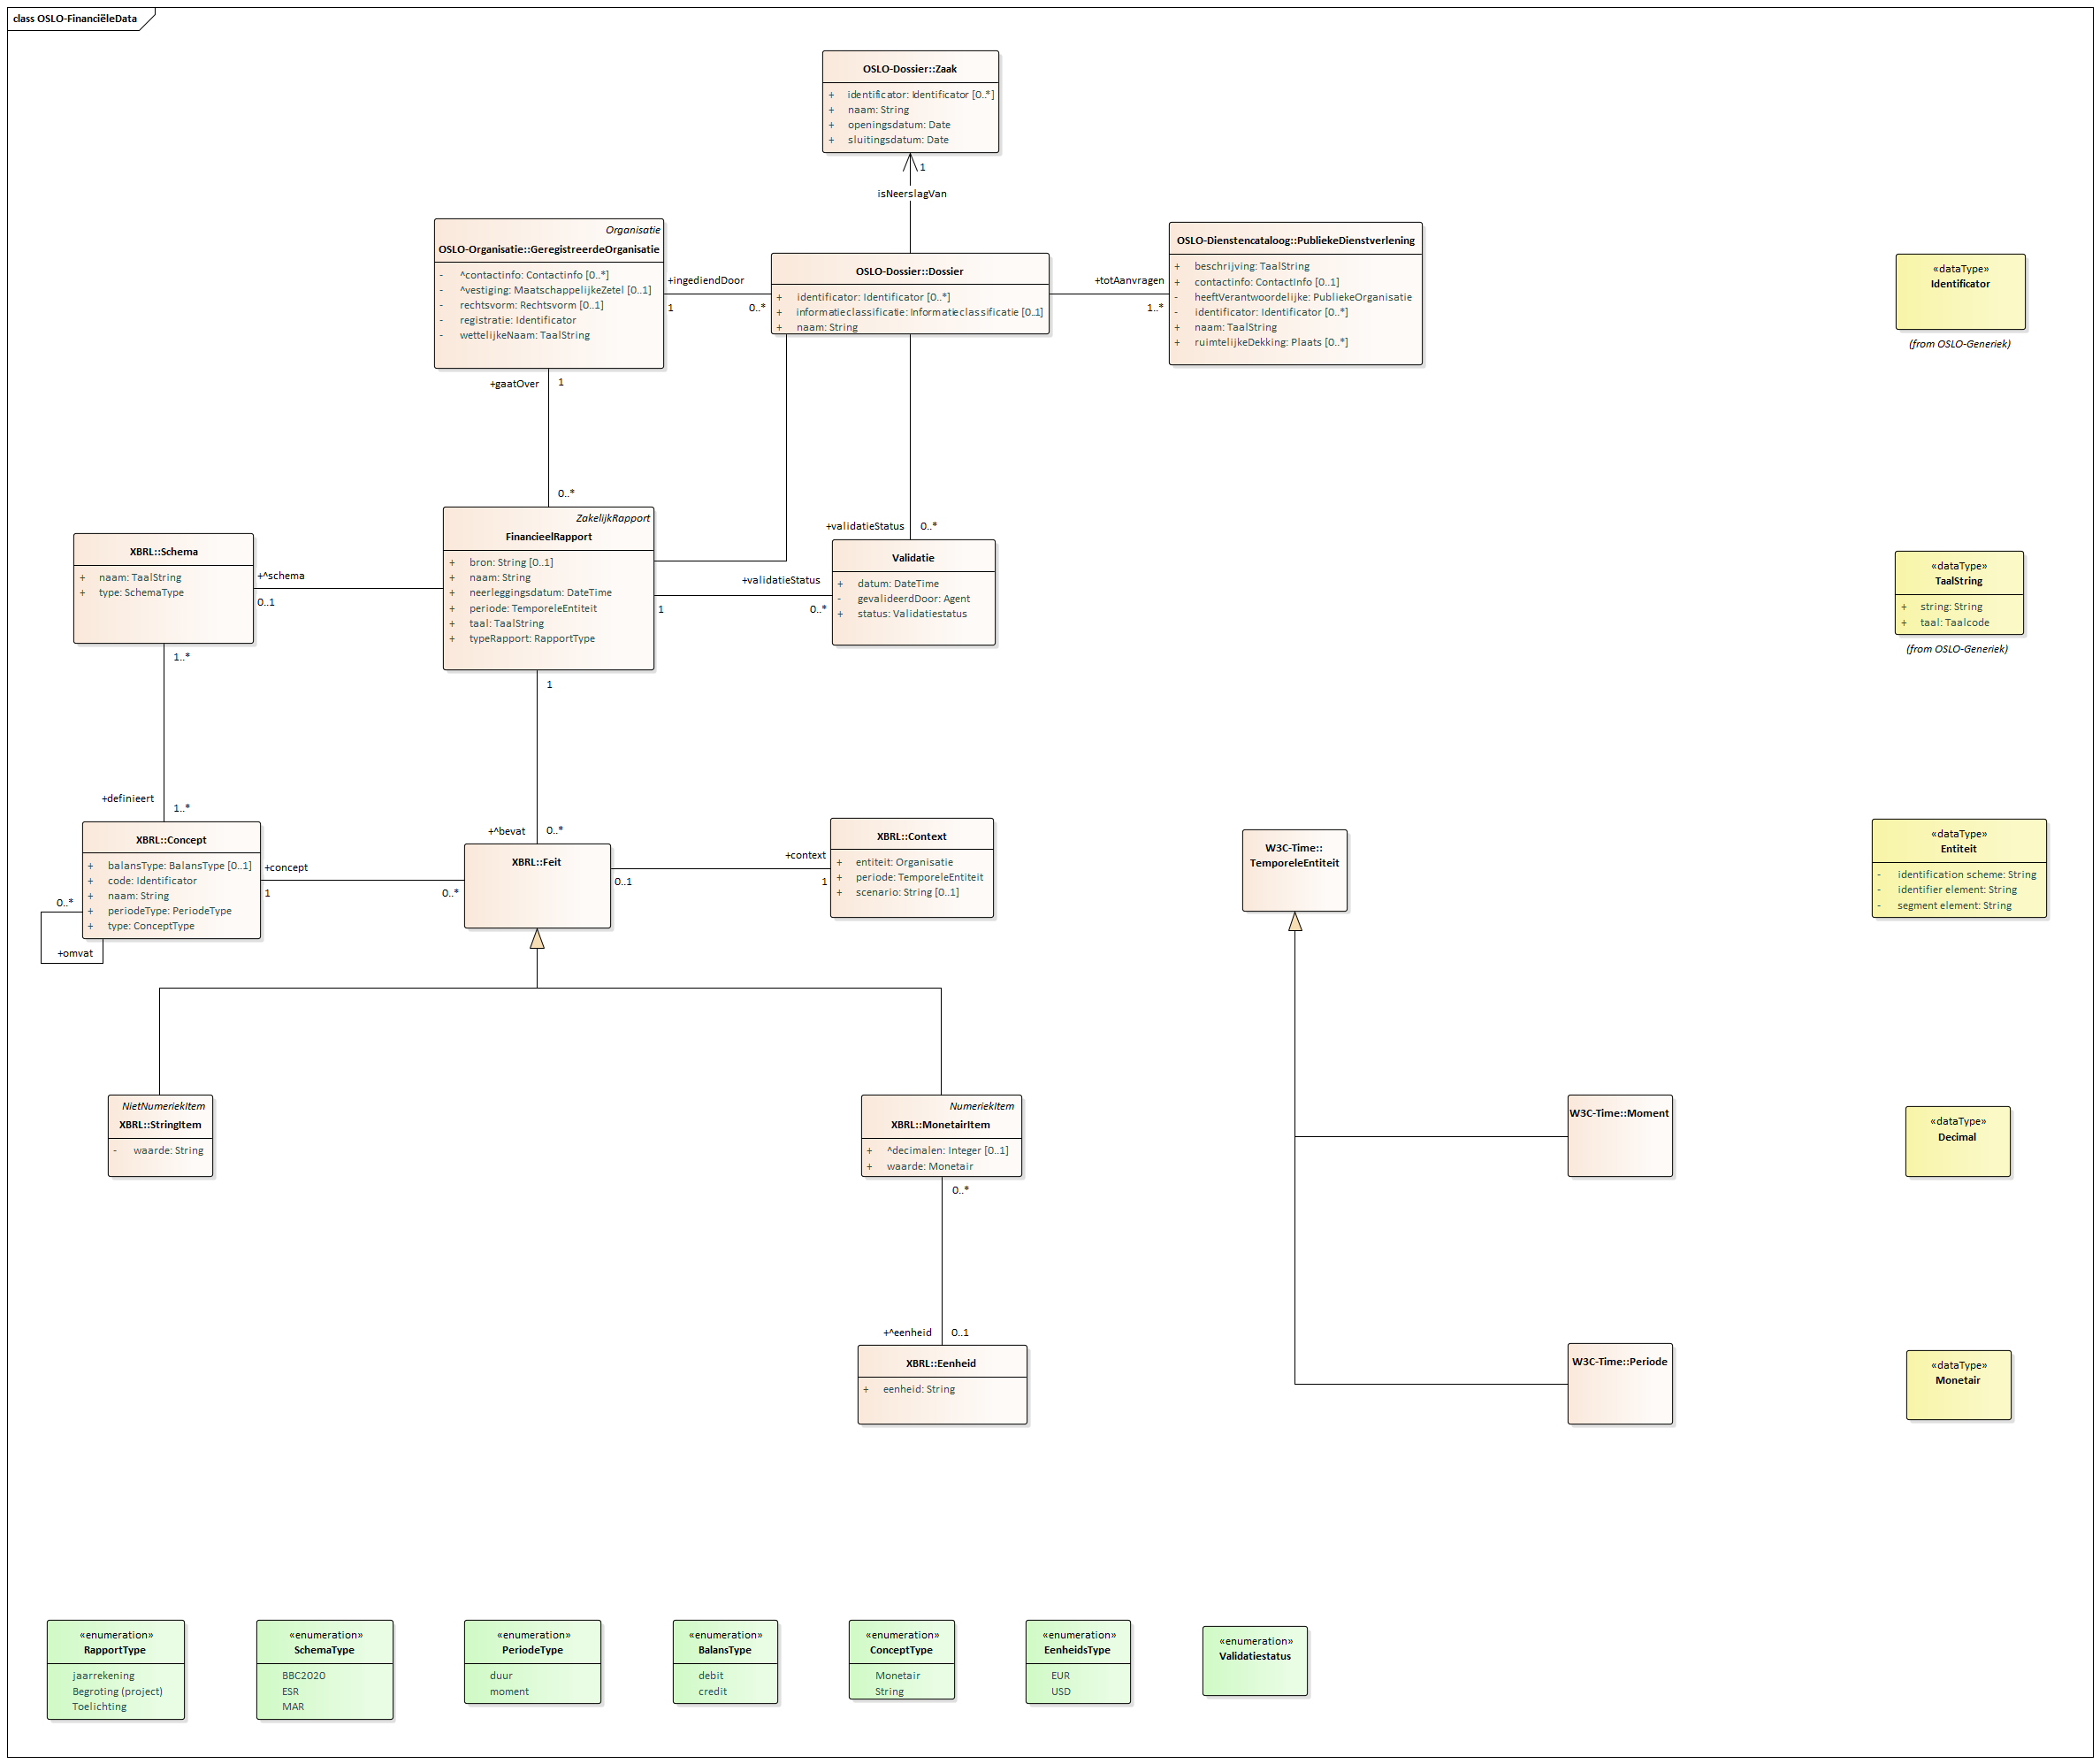 class OSLO-FinanciëleData
OSLO-Dossier::Zaak
+ identificator: Identificator [0..*]
+ naam: String
+ openingsdatum: Date
+ sluitingsdatum: Date
1
isNeerslagVan
Organisatie
OSLO-Organisatie::GeregistreerdeOrganisatie
- ^contactinfo: Contactinfo [0..*]
- ^vestiging: MaatschappelijkeZetel [0..1]
- rechtsvorm: Rechtsvorm [0..1]
- registratie: Identificator
- wettelijkeNaam: TaalString
+ingediendDoor
1
0..*
OSLO-Dossier::Dossier
+ identificator: Identificator [0..*]
+ informatieclassificatie: Informatieclassificatie [0..1]
+ naam: String
+totAanvragen
1..*
OSLO-Dienstencataloog::PubliekeDienstverlening
+ beschrijving: TaalString
+ contactinfo: ContactInfo [0..1]
- heeftVerantwoordelijke: PubliekeOrganisatie
- identificator: Identificator [0..*]
+ naam: TaalString
+ ruimtelijkeDekking: Plaats [0..*]
«dataType»
Identificator
(from OSLO-Generiek)
+gaatOver
1
0..*
XBRL::Schema
+ naam: TaalString
+ type: SchemaType
+^schema
0..1
ZakelijkRapport
FinancieelRapport
+ bron: String [0..1]
+ naam: String
+ neerleggingsdatum: DateTime
+ periode: TemporeleEntiteit
+ taal: TaalString
+ typeRapport: RapportType
+validatieStatus
0..*
+validatieStatus
1
0..*
Validatie
+ datum: DateTime
- gevalideerdDoor: Agent
+ status: Validatiestatus
«dataType»
TaalString
+ string: String
+ taal: Taalcode
(from OSLO-Generiek)
1..*
+definieert
1..*
1
+^bevat
0..*
XBRL::Concept
+ balansType: BalansType [0..1]
+ code: Identificator
+ naam: String
+ periodeType: PeriodeType
+ type: ConceptType
0..*
+omvat
+concept
1
0..*
XBRL::Feit
0..1
+context
1
XBRL::Context
+ entiteit: Organisatie
+ periode: TemporeleEntiteit
+ scenario: String [0..1]
W3C-Time::
TemporeleEntiteit
«dataType»
Entiteit
- identification scheme: String
- identifier element: String
- segment element: String
NietNumeriekItem
XBRL::StringItem
- waarde: String
NumeriekItem
XBRL::MonetairItem
+ ^decimalen: Integer [0..1]
+ waarde: Monetair
W3C-Time::Moment
«dataType»
Decimal
0..*
+^eenheid
0..1
XBRL::Eenheid
+ eenheid: String
W3C-Time::Periode
«dataType»
Monetair
«enumeration»
RapportType
jaarrekening
Begroting (project)
Toelichting
«enumeration»
SchemaType
BBC2020
ESR
MAR
«enumeration»
PeriodeType
duur
moment
«enumeration»
BalansType
debit
credit
«enumeration»
ConceptType
Monetair
String
«enumeration»
EenheidsType
EUR
USD
«enumeration»
Validatiestatus